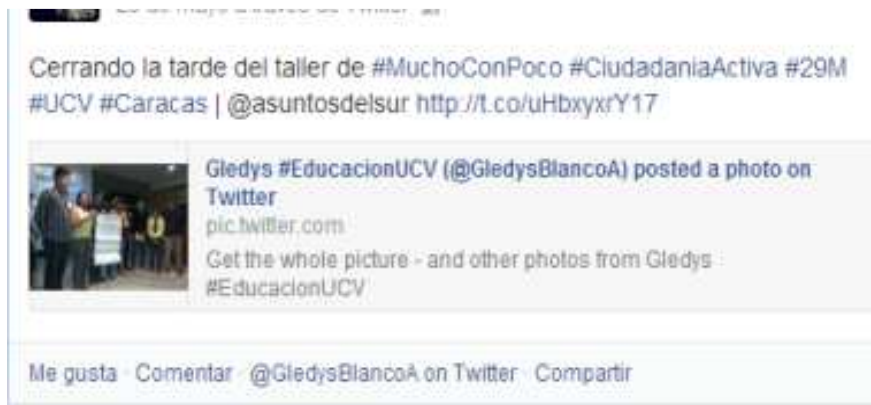 Cerrando la tarde del taller de #MuchoConPoco #CiudadaniaActiva #29M
#UCV #Caracas | @asuntosdelsur http://t.co/uHbxyxrY17
Gledys #EducacionUCV (@GledysBlancoA) posted a photo on
Twitter
pic.twitter.com
Get the whole picture - and other photos from Gledys
#EducacionUCV
Me gusta · Comentar · @GledysBlancoA on Twitter · Compartir